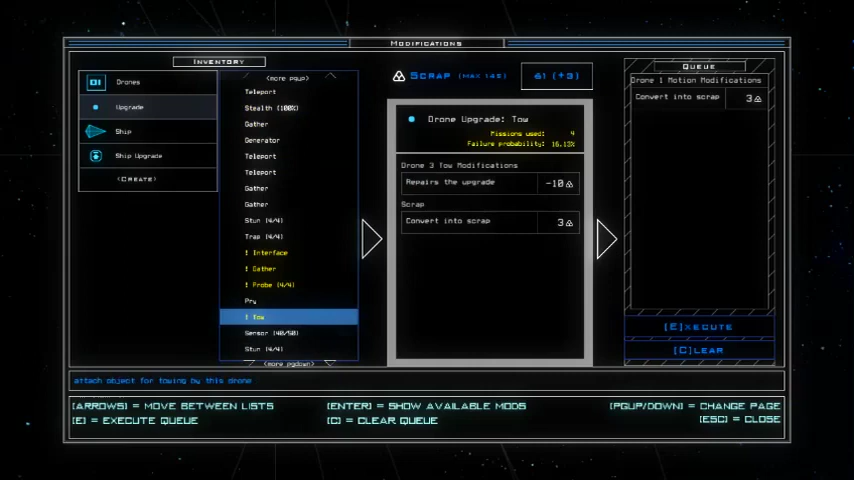 MODIFICATIONS
INVENTORY
Drones
Upgrade
Ship
Ship Upgrade
(CREATE)
(more pgup)
Teleport
Stealth (100%)
Gather
Generator
Teleport
Teleport
Gather
Gather
Stun (4/4)
Trap (4/4)
! Interface
! Gather
! Probe (4/4)
Pry
! Tow
Sensor (40/50)
Stun (4/4)
(more pgdown)
SCRAP (MAX 145)
61 (+3)
Drone Upgrade: Tow
Missions used: 4
Failure probability: 16.13%
Drone 3 Tow Modifications
Repairs the upgrade -10
Scrap
Convert into scrap 3
QUEUE
Drone 1 Motion Modifications
Convert into scrap 3
[E]XECUTE
[C]LEAR
attach object for towing by this drone
[ARROWS] = MOVE BETWEEN LISTS
[ENTER] = SHOW AVAILABLE MODS
[PGUP/DOWN] = CHANGE PAGE
[E] = EXECUTE QUEUE
[C] = CLEAR QUEUE
[ESC] = CLOSE